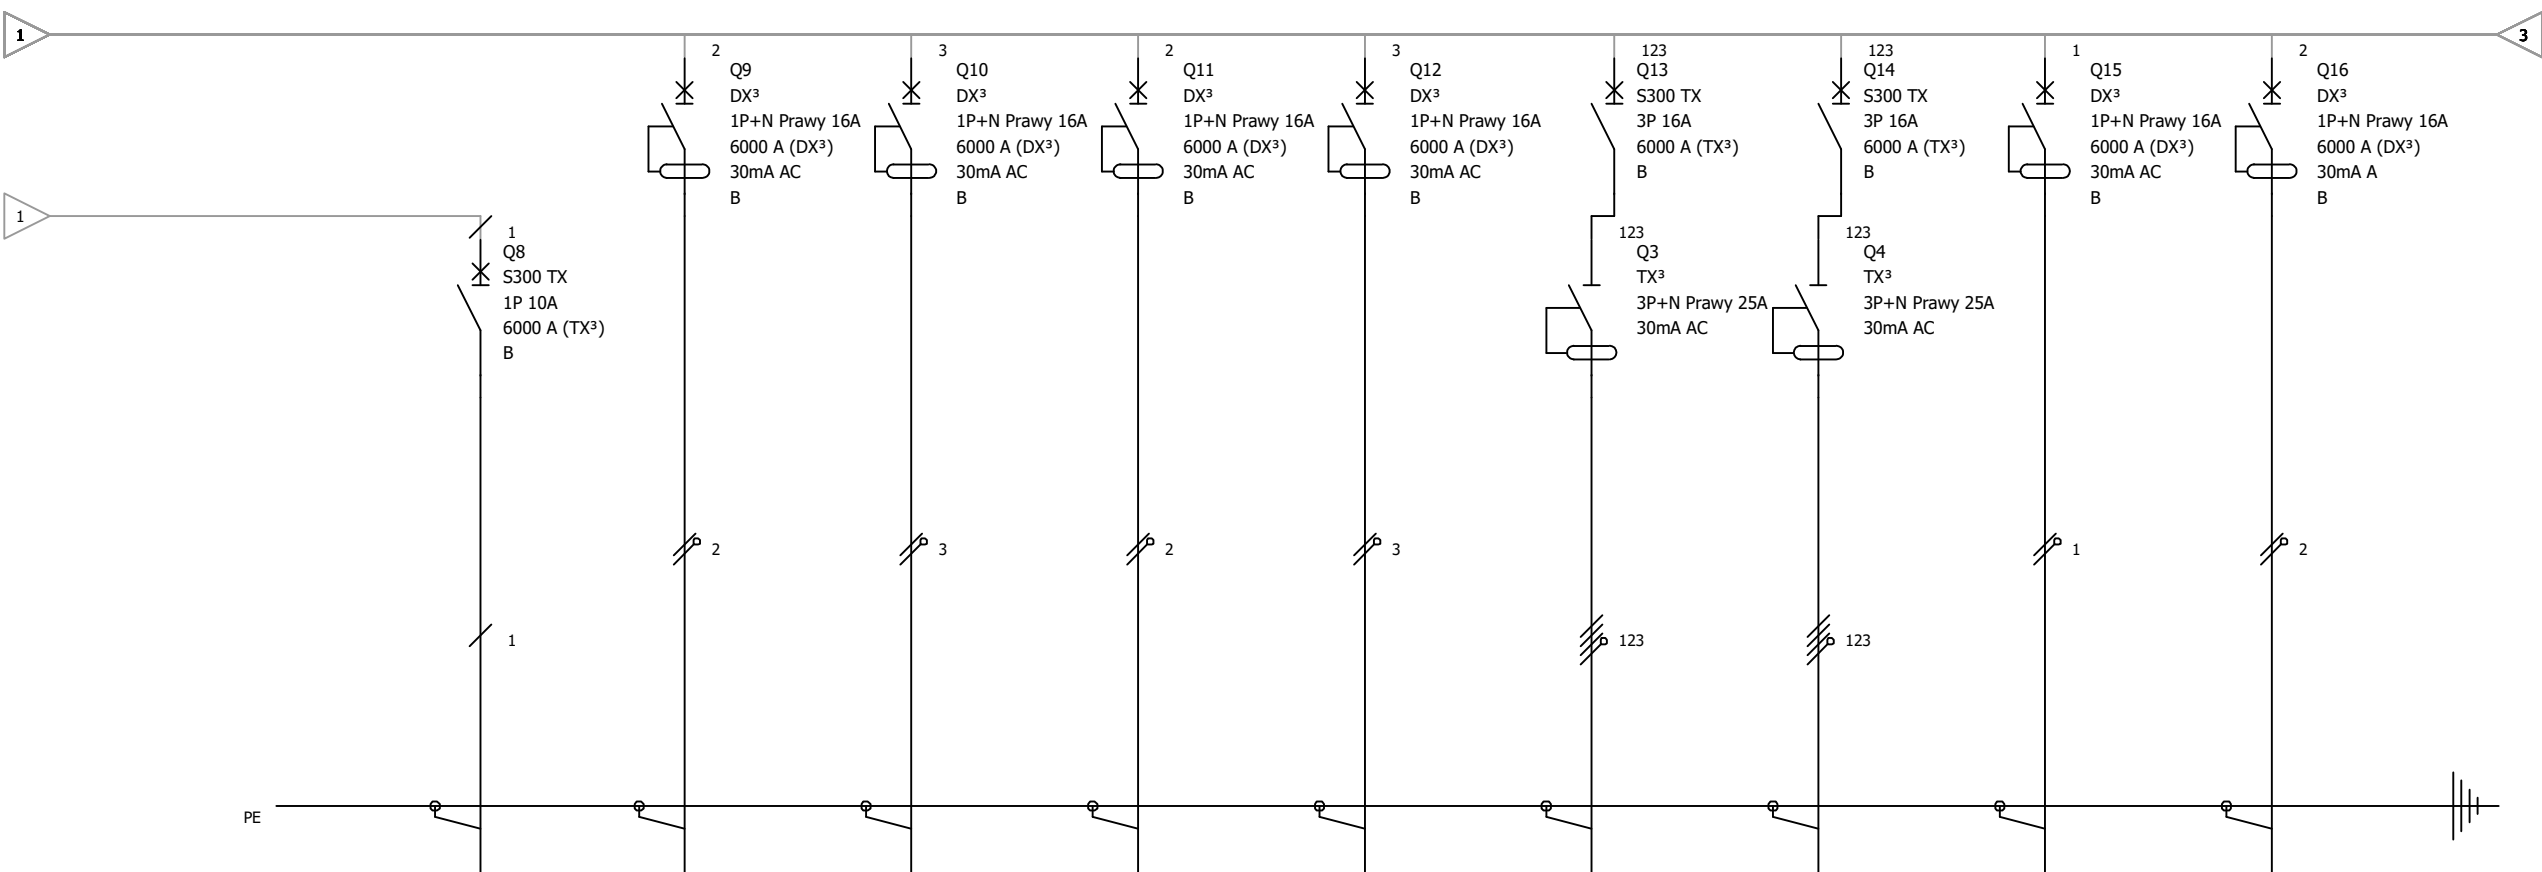 1
3
2
Q9
DX³
1P+N Prawy 16A
6000 A (DX³)
30mA AC
B
3
Q10
DX³
1P+N Prawy 16A
6000 A (DX³)
30mA AC
B
2
Q11
DX³
1P+N Prawy 16A
6000 A (DX³)
30mA AC
B
3
Q12
DX³
1P+N Prawy 16A
6000 A (DX³)
30mA AC
B
123
Q13
S300 TX
3P 16A
6000 A (TX³)
B
123
Q14
S300 TX
3P 16A
6000 A (TX³)
B
1
Q15
DX³
1P+N Prawy 16A
6000 A (DX³)
30mA AC
B
2
Q16
DX³
1P+N Prawy 16A
6000 A (DX³)
30mA A
B
1
1
Q8
S300 TX
1P 10A
6000 A (TX³)
B
123
Q3
TX³
3P+N Prawy 25A
30mA AC
123
Q4
TX³
3P+N Prawy 25A
30mA AC
2
3
2
3
1
2
1
123
123
PE